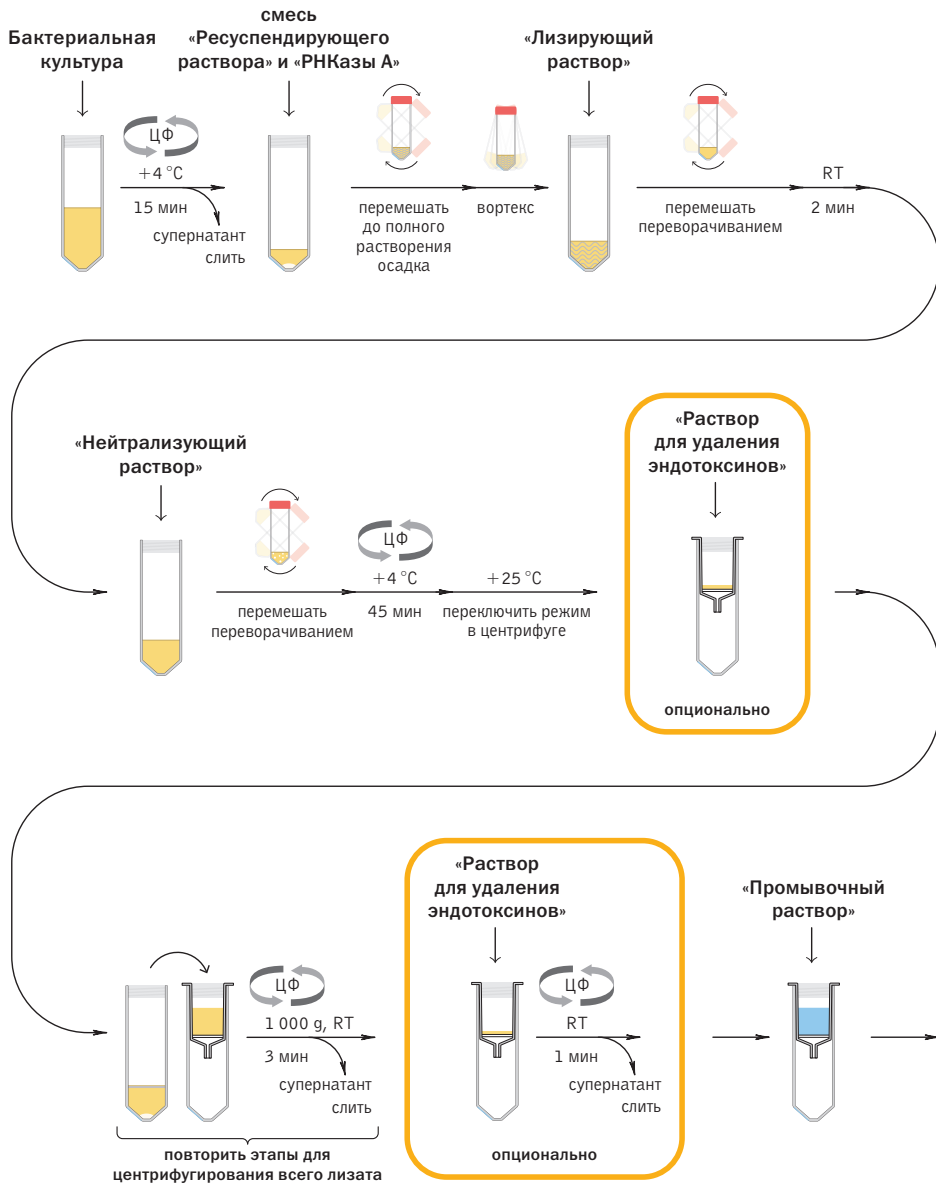 Бактериальная
культура
смесь
«Ресуспендирующего
раствора» и «РНКазы А»
«Лизирующий
раствор»
ЦФ
+4 °C
15 мин
супернатант
слить
перемешать
до полного
растворения
осадка
вортекс
перемешать
переворачиванием
RT
2 мин
«Нейтрализующий
раствор»
перемешать
переворачиванием
ЦФ
+4 °C
45 мин
+25 °C
переключить режим
в центрифуге
«Раствор
для удаления
эндотоксинов»
опционально
ЦФ
1 000 g, RT
3 мин
супернатант
слить
повторить этапы для
центрифугирования всего лизата
«Раствор
для удаления
эндотоксинов»
ЦФ
RT
1 мин
супернатант
слить
опционально
«Промывочный
раствор»